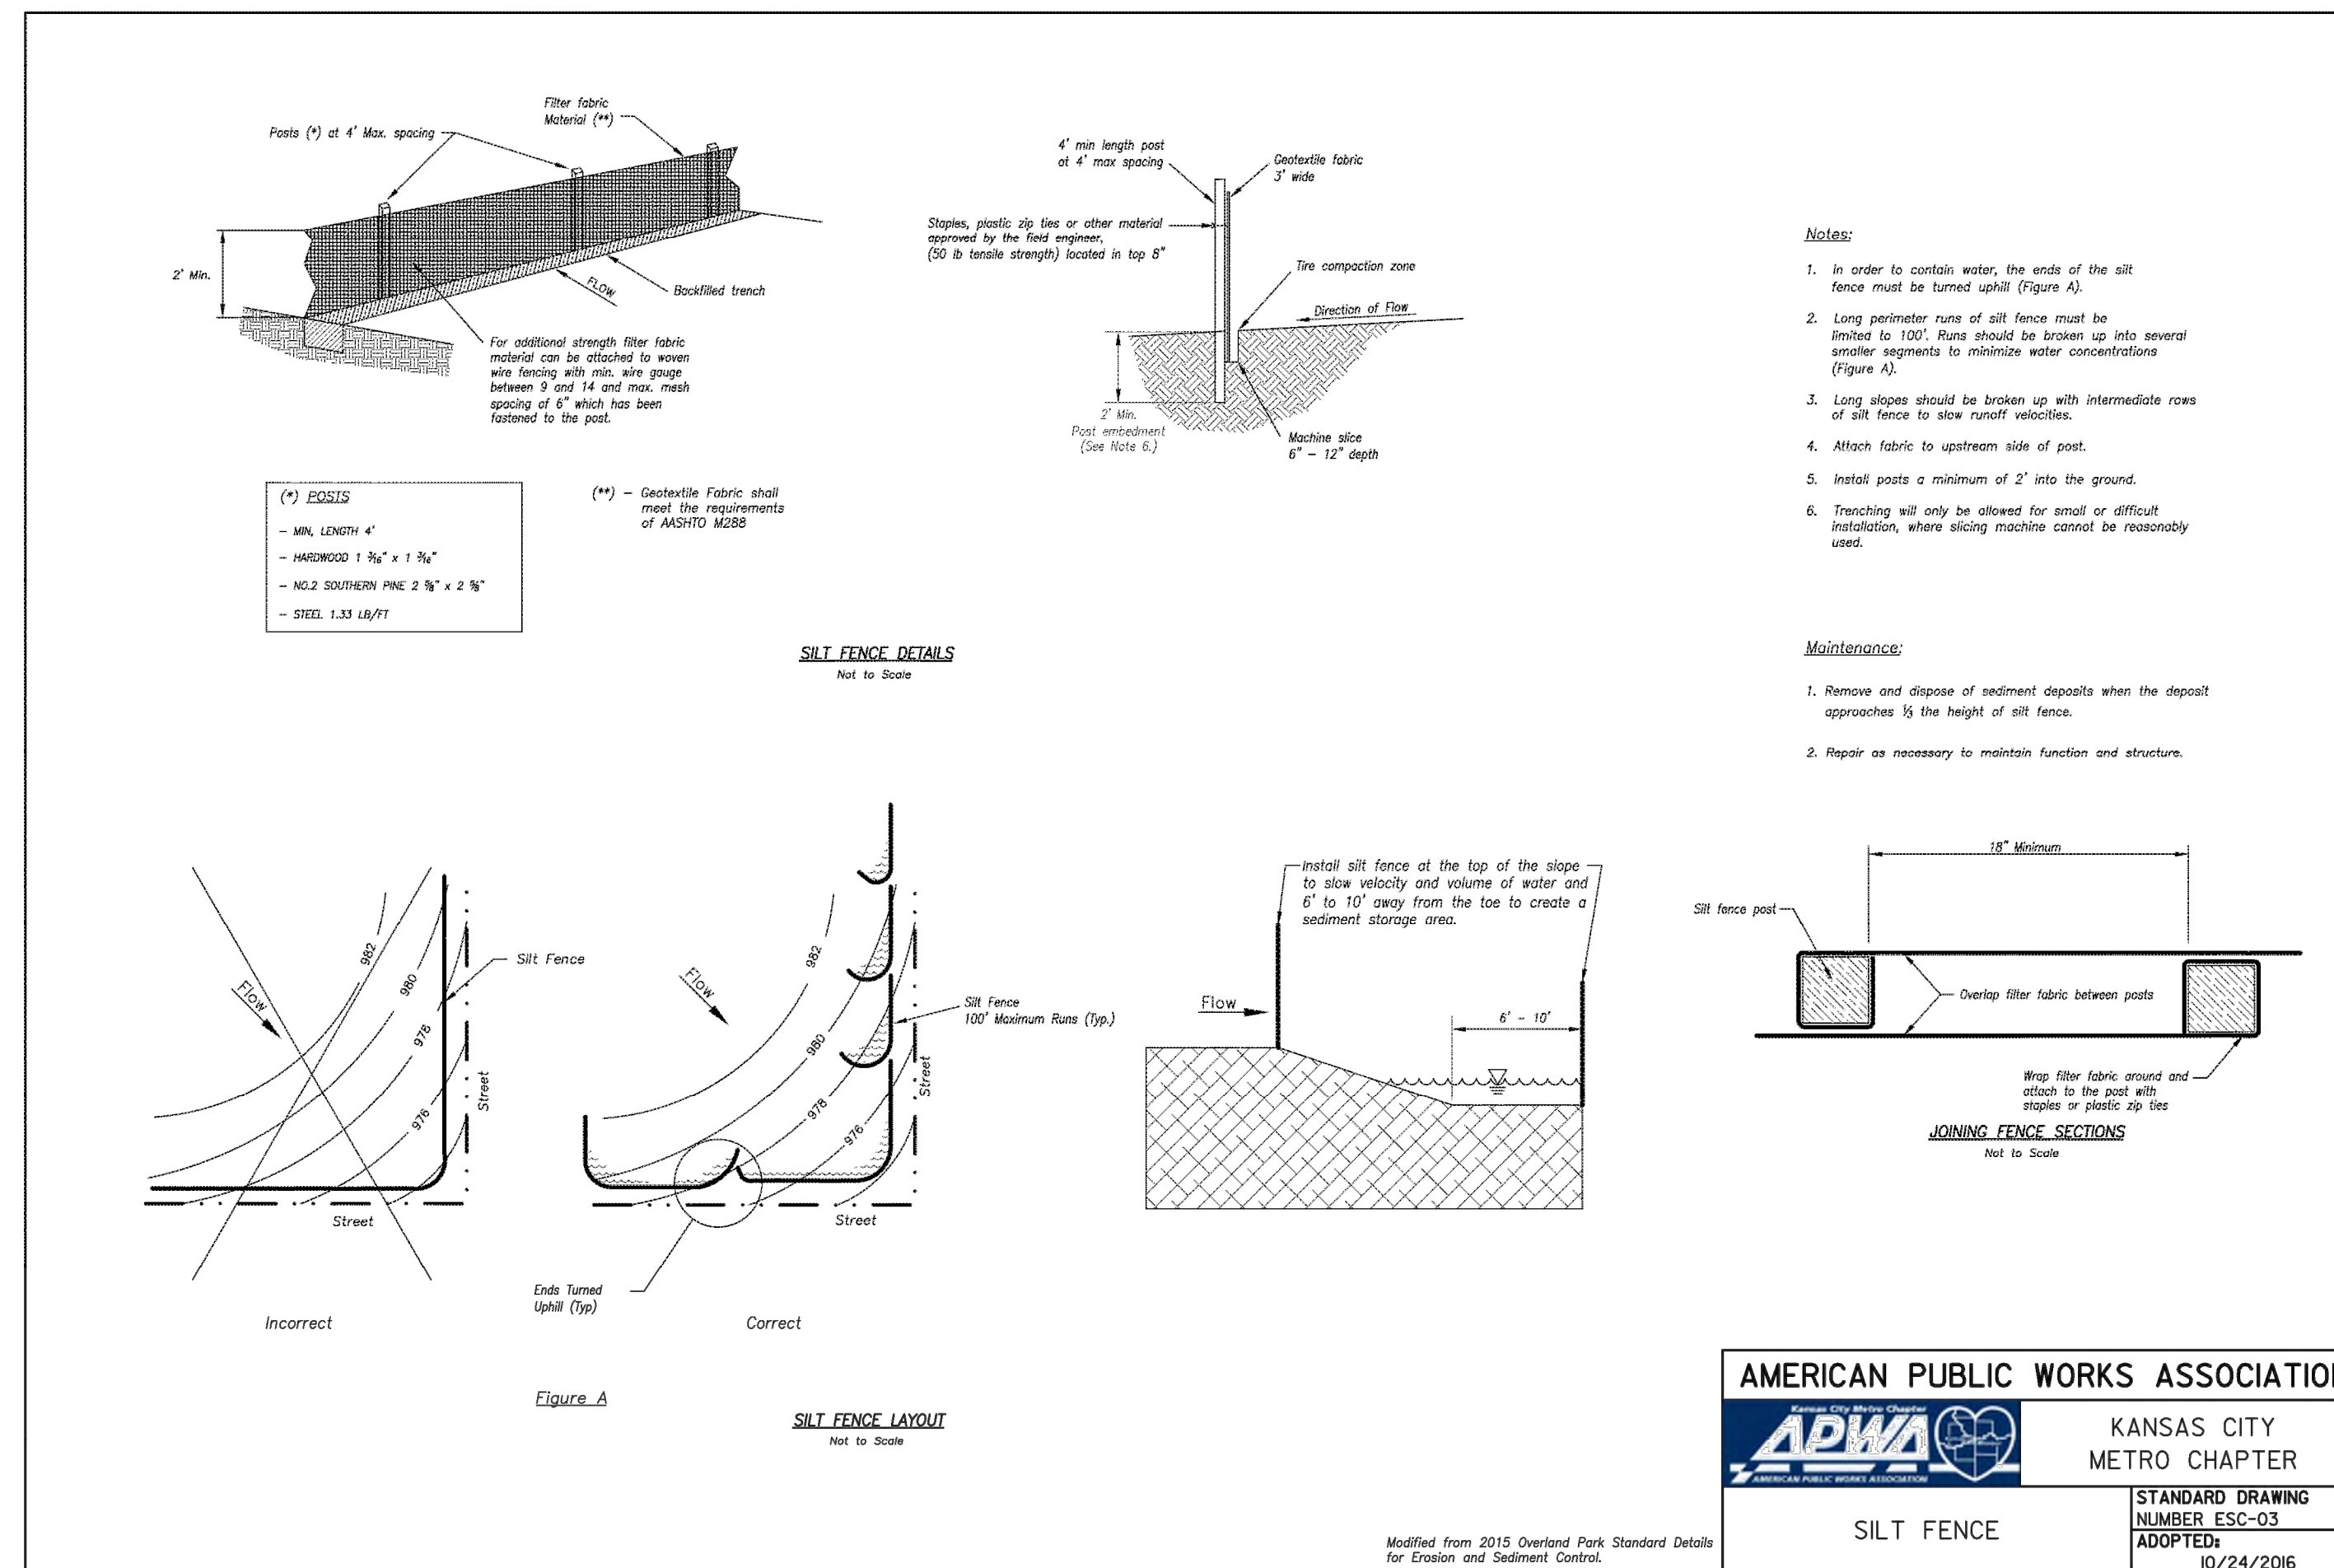 Filter fabric
Material (**)
Posts (*) at 4' Max. spacing
2' Min.
FLOW
Backfilled trench
For additional strength filter fabric
material can be attached to woven
wire fencing with min. wire gauge
between 9 and 14 and max. mesh
spacing of 6" which has been
fastened to the post.
4' min length post
at 4' max spacing
Geotextile fabric
3' wide
Staples, plastic zip ties or other material
approved by the field engineer,
(50 lb tensile strength) located in top 8"
Tire compaction zone
Direction of Flow
2' Min.
Post embedment
(See Note 6.)
Machine slice
6" - 12" depth
(*) POSTS
- MIN, LENGTH 4'
- HARDWOOD 1 3/16" x 1 3/16"
- NO.2 SOUTHERN PINE 2 5/8" x 2 5/8"
- STEEL 1.33 LB/FT
(**) - Geotextile Fabric shall
meet the requirements
of AASHTO M288
SILT FENCE DETAILS
Not to Scale
Notes:
1. In order to contain water, the ends of the silt
fence must be turned uphill (Figure A).
2. Long perimeter runs of silt fence must be
limited to 100'. Runs should be broken up into several
smaller segments to minimize water concentrations
(Figure A).
3. Long slopes should be broken up with intermediate rows
of silt fence to slow runoff velocities.
4. Attach fabric to upstream side of post.
5. Install posts a minimum of 2' into the ground.
6. Trenching will only be allowed for small or difficult
installation, where slicing machine cannot be reasonably
used.
Maintenance:
1. Remove and dispose of sediment deposits when the deposit
approaches 1/3 the height of silt fence.
2. Repair as necessary to maintain function and structure.
982
980
978
976
Flow
Silt Fence
Street
Street
Incorrect
982
980
978
976
Flow
Silt Fence
100' Maximum Runs (Typ.)
Street
Street
Ends Turned
Uphill (Typ)
Correct
Figure A
SILT FENCE LAYOUT
Not to Scale
Install silt fence at the top of the slope
to slow velocity and volume of water and
6' to 10' away from the toe to create a
sediment storage area.
Flow
6' - 10'
18" Minimum
Silt fence post
Overlap filter fabric between posts
Wrap filter fabric around and
attach to the post with
staples or plastic zip ties
JOINING FENCE SECTIONS
Not to Scale
Modified from 2015 Overland Park Standard Details
for Erosion and Sediment Control.
AMERICAN PUBLIC WORKS ASSOCIATION
Kansas City Metro Chapter
APWA
AMERICAN PUBLIC WORKS ASSOCIATION
KANSAS CITY
METRO CHAPTER
SILT FENCE
STANDARD DRAWING
NUMBER ESC-03
ADOPTED:
10/24/2016